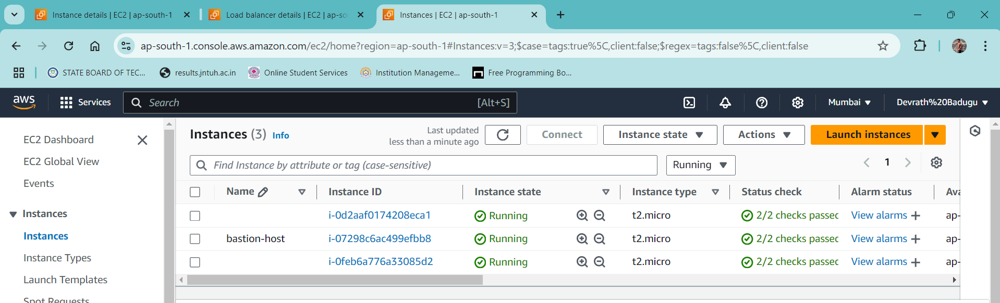 Instance details | EC2 | ap-south-1
Load balancer details | EC2 | ap-so
Instances | EC2 | ap-south-1
ap-south-1.console.aws.amazon.com/ec2/home?region=ap-south-1#Instances:v=3;$case=tags:true%5C,client:false;$regex=tags:false%5C,client:false
STATE BOARD OF TEC... results.jntuh.ac.in Online Student Services Institution Manageme... Free Programming Bo...
aws Services Search [Alt+S] Mumbai Devrath%20Badugu
EC2 Dashboard
EC2 Global View
Events
Instances
Instances
Instance Types
Launch Templates
Spot Requests
Instances (3) Info
Last updated
less than a minute ago
Connect Instance state Actions Launch instances
Find Instance by attribute or tag (case-sensitive) Running 1
Name Instance ID Instance state Instance type Status check Alarm status Ava
i-0d2aaf0174208eca1 Running t2.micro 2/2 checks passed View alarms + ap-
bastion-host i-07298c6ac499efbb8 Running t2.micro 2/2 checks passed View alarms + ap-
i-0feb6a776a33085d2 Running t2.micro 2/2 checks passed View alarms + ap-